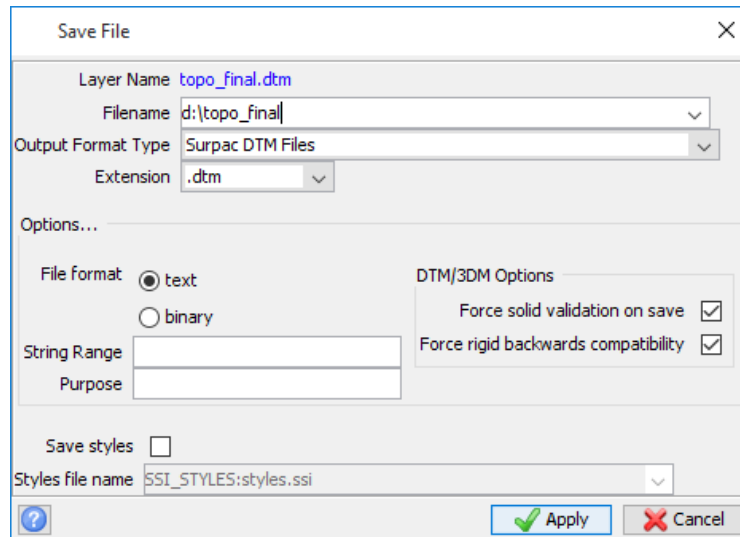 Save File
Layer Name topo_final.dtm
Filename d:\topo_final
Output Format Type Surpac DTM Files
Extension .dtm
Options...
File format text
binary
DTM/3DM Options
Force solid validation on save
Force rigid backwards compatibility
String Range
Purpose
Save styles
Styles file name SSI_STYLES:styles.ssi
? Apply Cancel